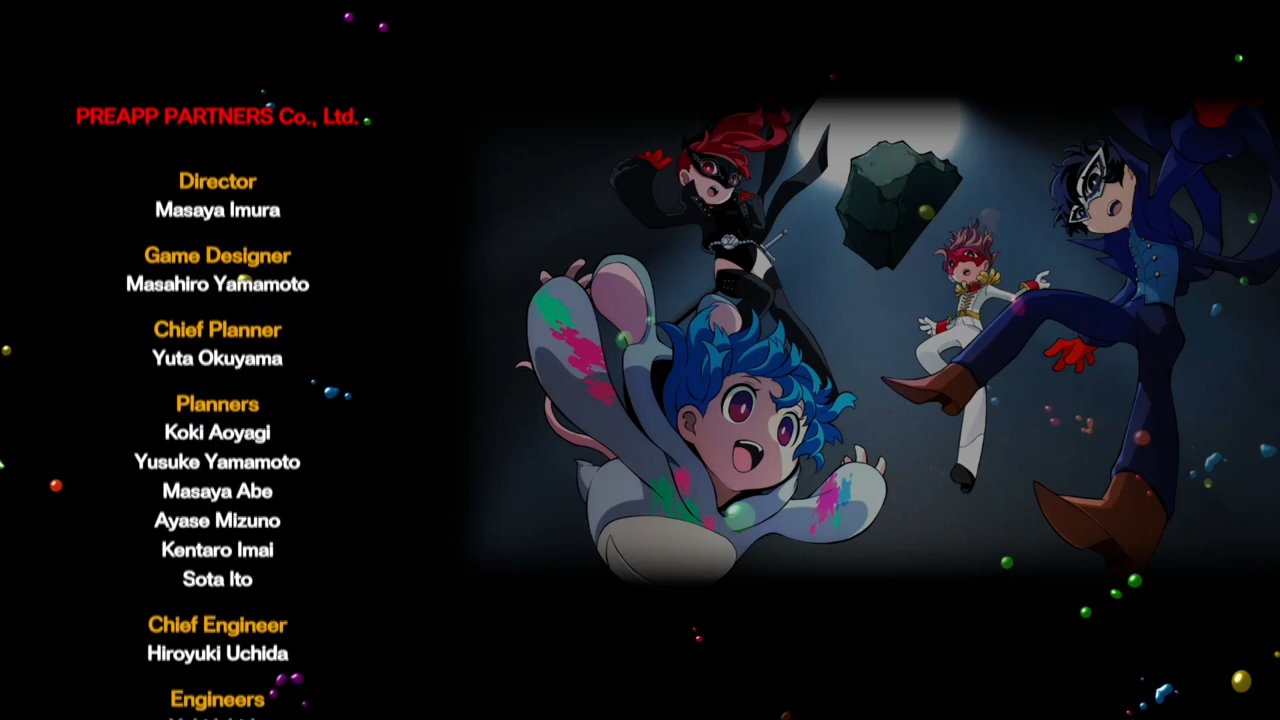 PREAPP PARTNERS Co., Ltd.
Director
Masaya Imura
Game Designer
Masahiro Yamamoto
Chief Planner
Yuta Okuyama
Planners
Koki Aoyagi
Yusuke Yamamoto
Masaya Abe
Ayase Mizuno
Kentaro Imai
Sota Ito
Chief Engineer
Hiroyuki Uchida
Engineers